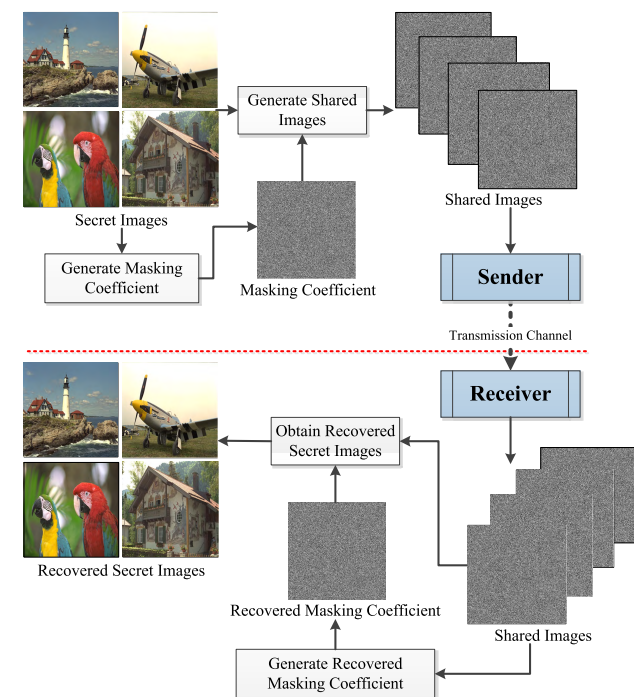 Generate Shared
Images
Secret Images
Shared Images
Generate Masking
Coefficient
Masking Coefficient
Sender
Transmission Channel
Receiver
Obtain Recovered
Secret Images
Recovered Secret Images
Recovered Masking Coefficient
Shared Images
Generate Recovered
Masking Coefficient